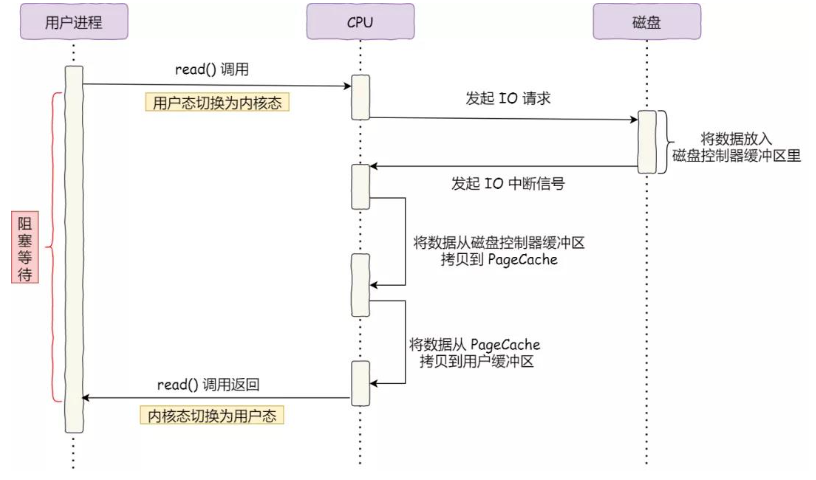 用户进程
CPU
磁盘
read() 调用
用户态切换为内核态
发起 IO 请求
将数据放入
磁盘控制器缓冲区里
发起 IO 中断信号
阻塞等待
将数据从磁盘控制器缓冲区
拷贝到 PageCache
将数据从 PageCache
拷贝到用户缓冲区
read() 调用返回
内核态切换为用户态